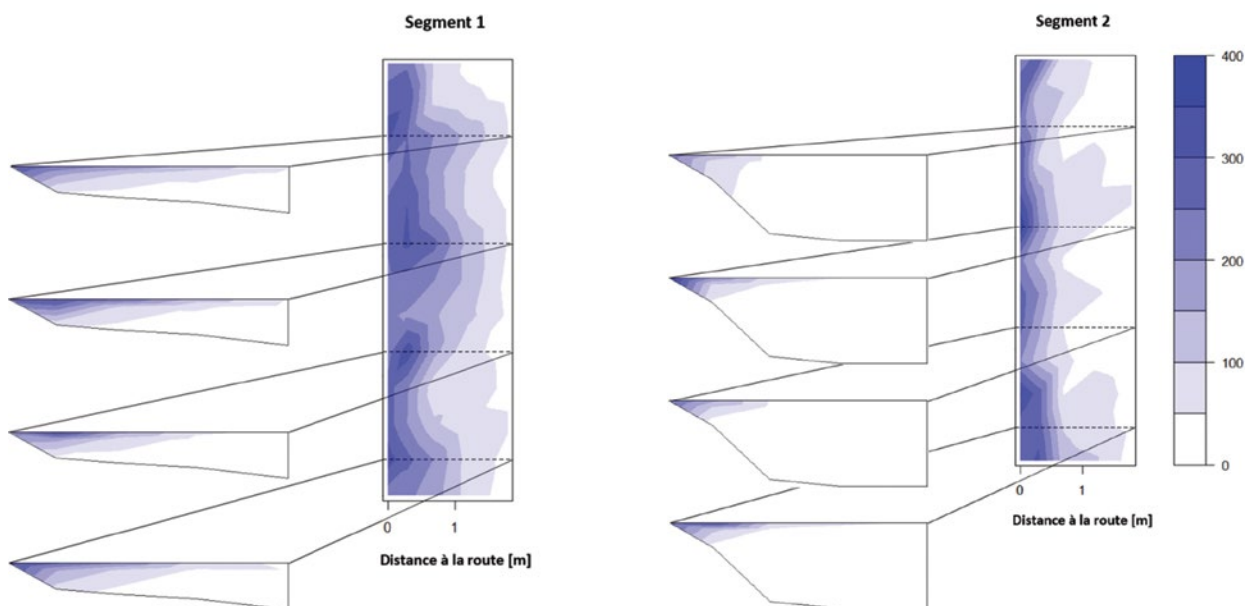 Segment 1
Segment 2
400
300
200
100
0
0 1
0 1
Distance à la route [m]
Distance à la route [m]